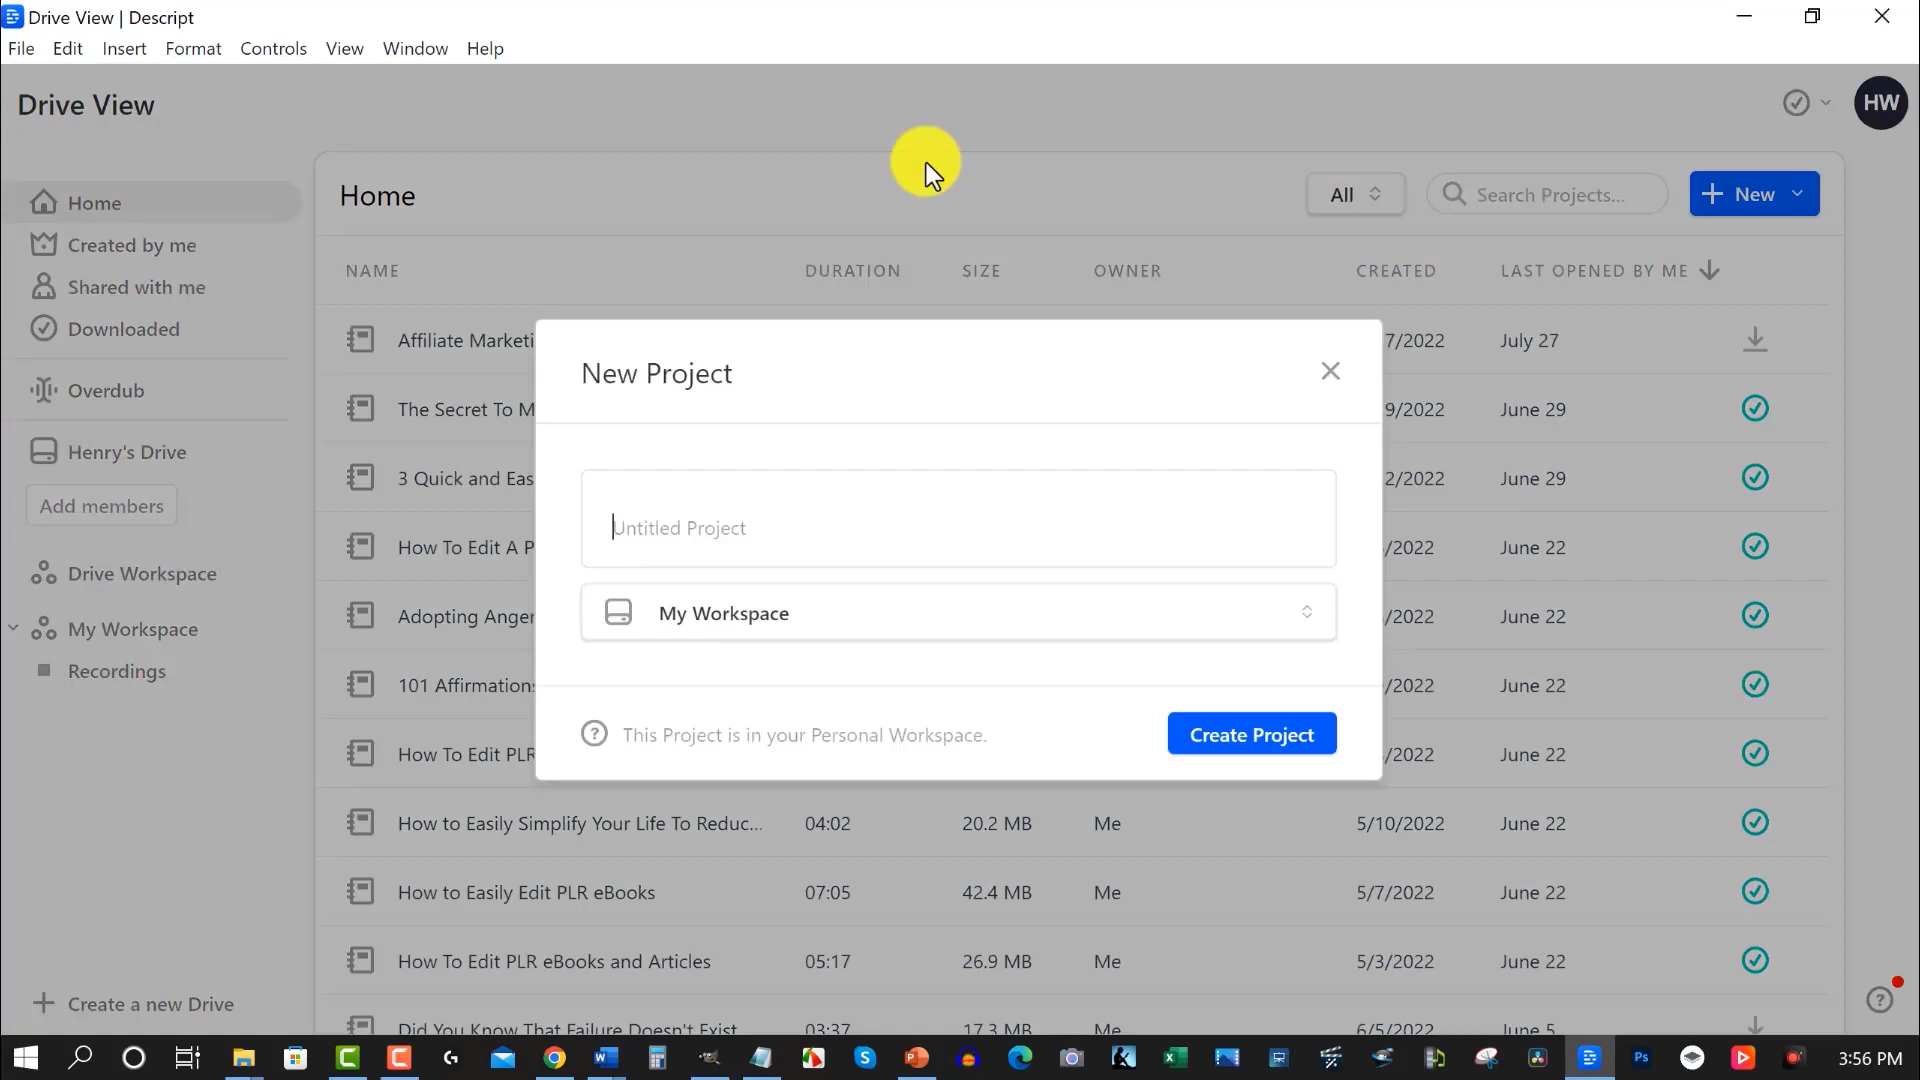 Drive View | Descript
File Edit Insert Format Controls View Window Help
Drive View
HW
Home
Created by me
Shared with me
Downloaded
Overdub
Henry's Drive
Add members
Drive Workspace
My Workspace
Recordings
Create a new Drive
Home
All
Search Projects...
New
NAME DURATION SIZE OWNER CREATED LAST OPENED BY ME
Affiliate Marketi 7/2022 July 27
The Secret To M 9/2022 June 29
3 Quick and Eas 2/2022 June 29
How To Edit A P /2022 June 22
Adopting Anger /2022 June 22
101 Affirmation /2022 June 22
How To Edit PLR /2022 June 22
How to Easily Simplify Your Life To Reduc... 04:02 20.2 MB Me 5/10/2022 June 22
How to Easily Edit PLR eBooks 07:05 42.4 MB Me 5/7/2022 June 22
How To Edit PLR eBooks and Articles 05:17 26.9 MB Me 5/3/2022 June 22
Did You Know That Failure Doesn't Exist 03:37 17.3 MB Me 6/5/2022 June 5
New Project
Untitled Project
My Workspace
This Project is in your Personal Workspace.
Create Project
3:56 PM